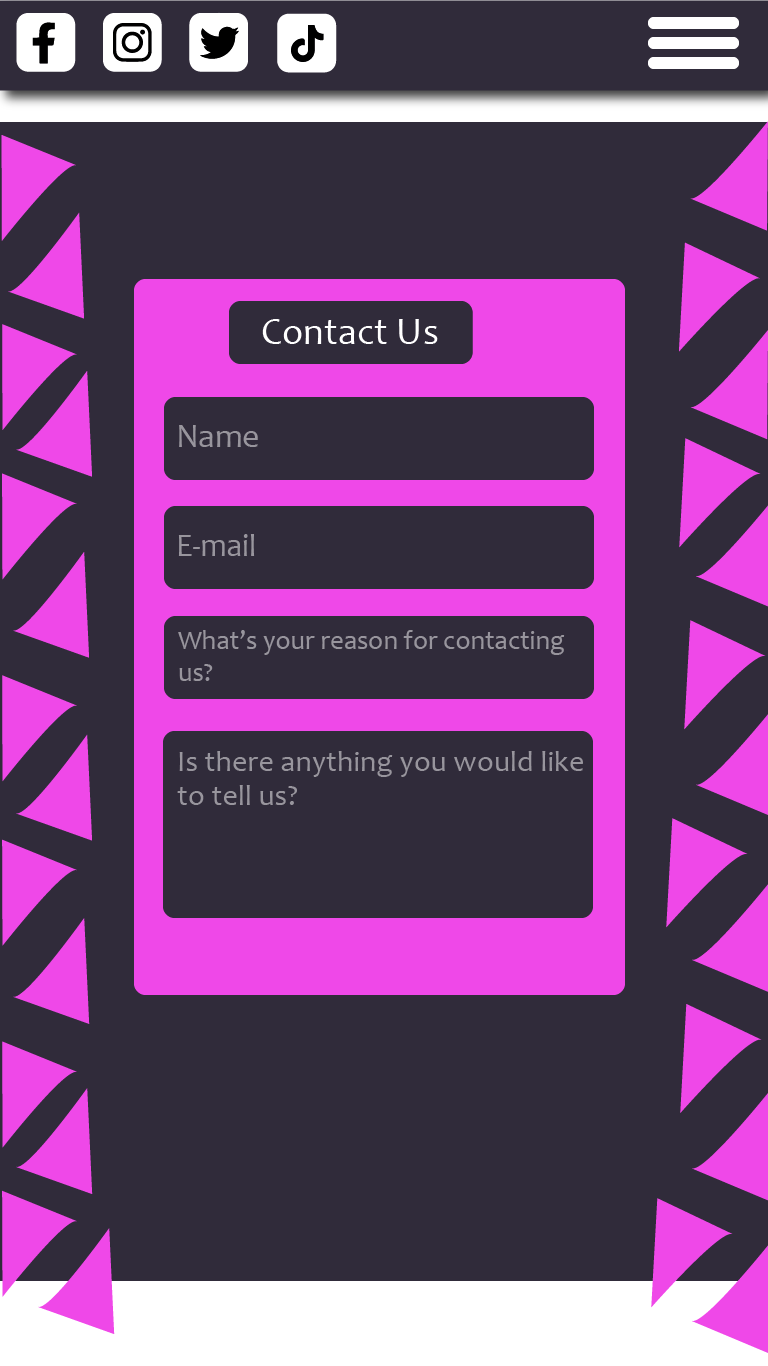 Contact Us
Name
E-mail
What’s your reason for contacting
us?
Is there anything you would like
to tell us?